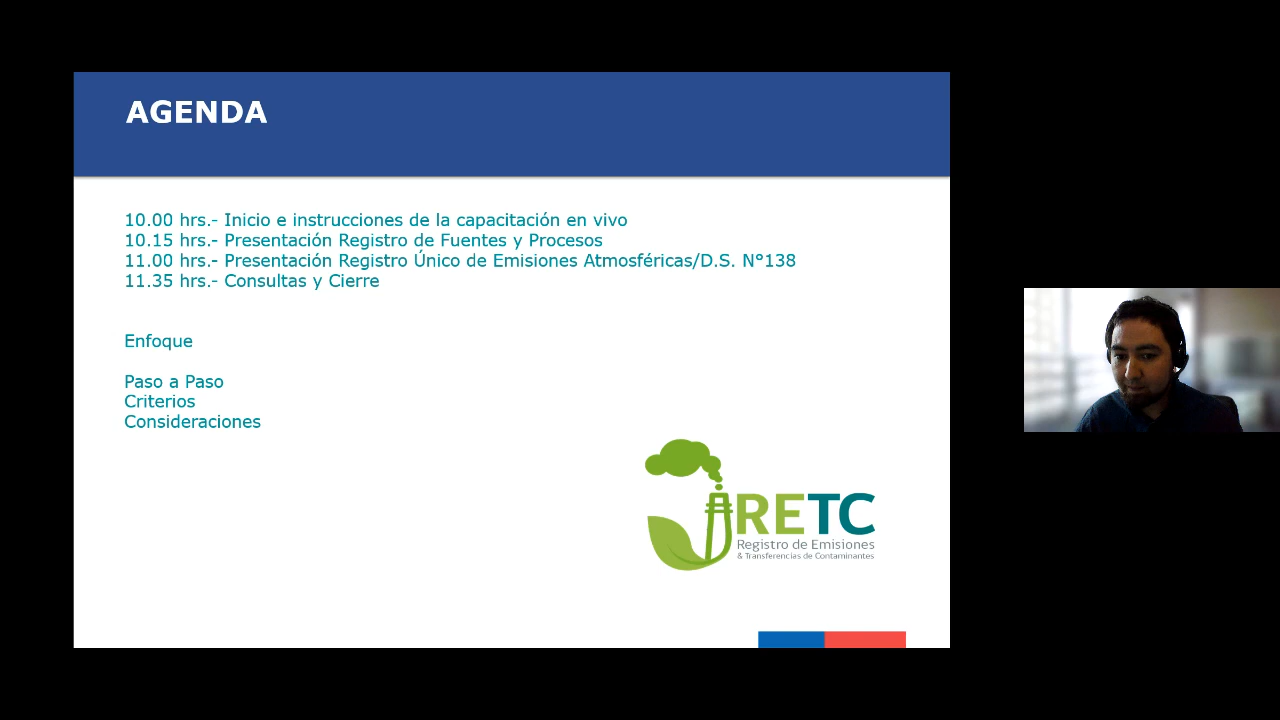 AGENDA
10.00 hrs.- Inicio e instrucciones de la capacitación en vivo
10.15 hrs.- Presentación Registro de Fuentes y Procesos
11.00 hrs.- Presentación Registro Único de Emisiones Atmosféricas/D.S. N°138
11.35 hrs.- Consultas y Cierre
Enfoque
Paso a Paso
Criterios
Consideraciones
RETC
Registro de Emisiones
& Transferencias de Contaminantes